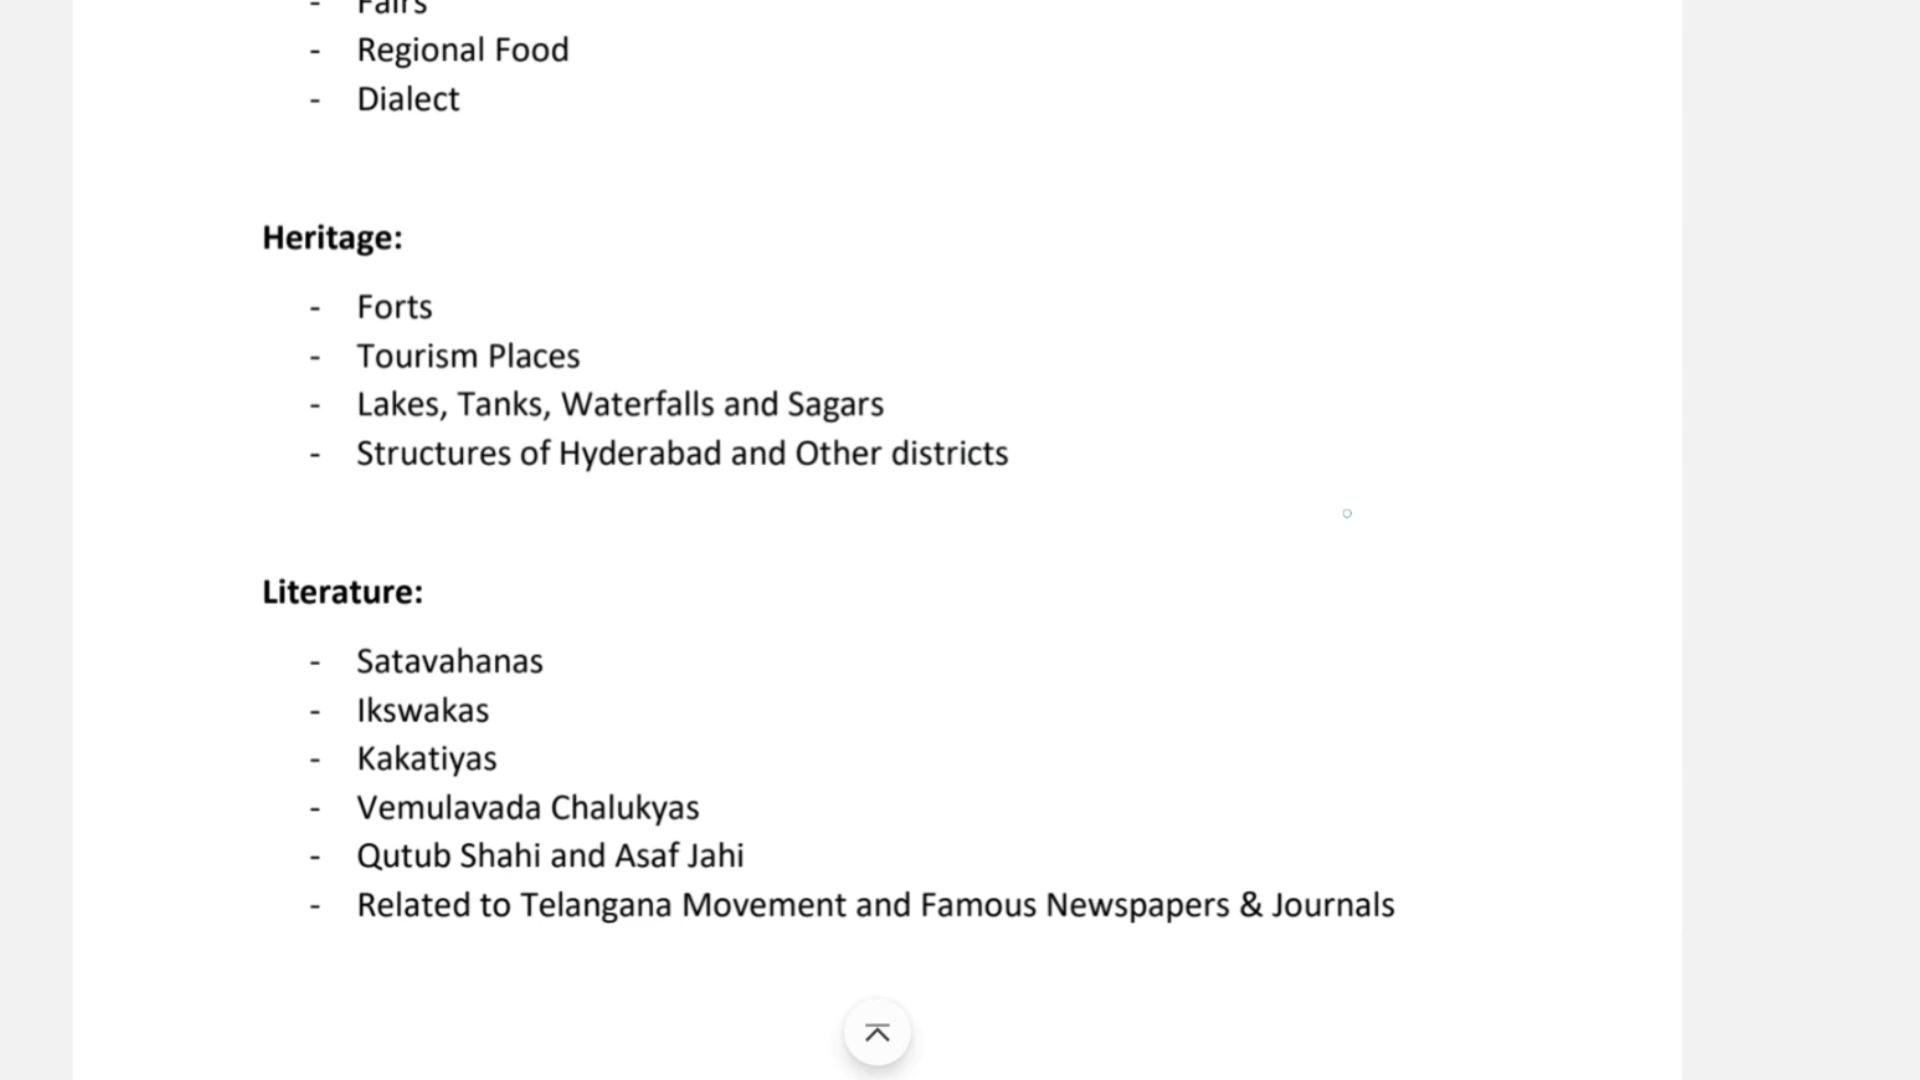 - Fairs
- Regional Food
- Dialect
Heritage:
- Forts
- Tourism Places
- Lakes, Tanks, Waterfalls and Sagars
- Structures of Hyderabad and Other districts
Literature:
- Satavahanas
- Ikswakas
- Kakatiyas
- Vemulavada Chalukyas
- Qutub Shahi and Asaf Jahi
- Related to Telangana Movement and Famous Newspapers & Journals